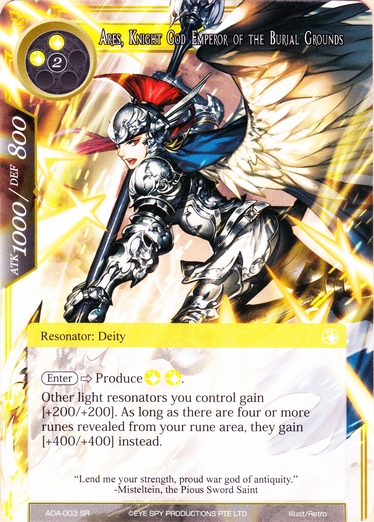 Ares, Knight God Emperor of the Burial Grounds
2
ATK 1000 / DEF 800
Resonator: Deity
Enter ⇨ Produce .
Other light resonators you control gain
[+200/+200]. As long as there are four or more
runes revealed from your rune area, they gain
[+400/+400] instead.
"Lend me your strength, proud war god of antiquity."
-Misteltein, the Pious Sword Saint
AOA-003 SR ©EYE SPY PRODUCTIONS PTE LTD Illust/Retro